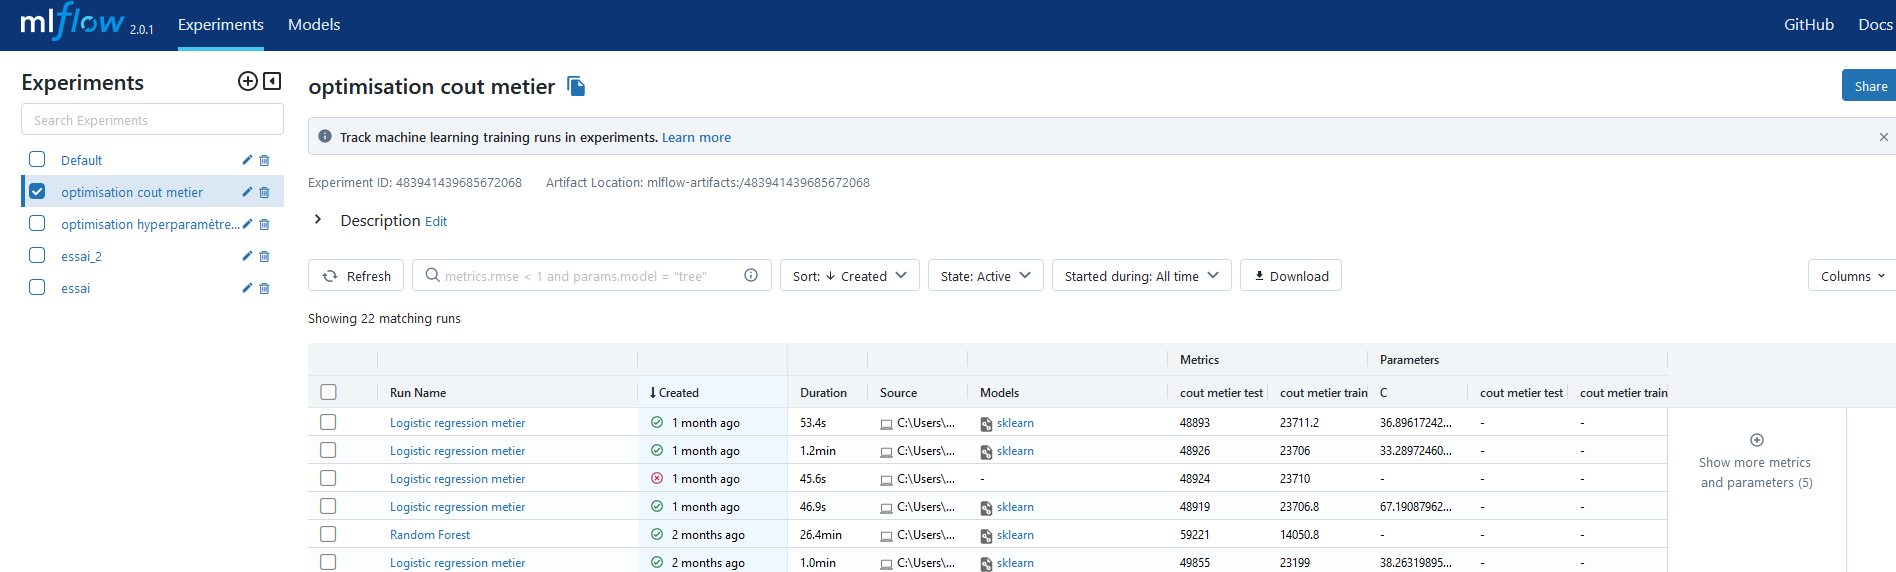 mlflow 2.0.1 Experiments Models GitHub Docs
Experiments
Search Experiments
Default
optimisation cout metier
optimisation hyperparamètre...
essai_2
essai
optimisation cout metier
Share
Track machine learning training runs in experiments. Learn more
Experiment ID: 483941439685672068 Artifact Location: mlflow-artifacts:/483941439685672068
Description Edit
Refresh metrics.rmse < 1 and params.model = "tree" Sort: Created State: Active Started during: All time Download Columns
Showing 22 matching runs
Metrics Parameters
Run Name Created Duration Source Models cout metier test cout metier train C cout metier test cout metier train
Logistic regression metier 1 month ago 53.4s C:\Users\... sklearn 48893 23711.2 36.89617242... - -
Logistic regression metier 1 month ago 1.2min C:\Users\... sklearn 48926 23706 33.28972460... - -
Logistic regression metier 1 month ago 45.6s C:\Users\... - 48924 23710 - - -
Logistic regression metier 1 month ago 46.9s C:\Users\... sklearn 48919 23706.8 67.19087962... - -
Random Forest 2 months ago 26.4min C:\Users\... sklearn 59221 14050.8 - - -
Logistic regression metier 2 months ago 1.0min C:\Users\... sklearn 49855 23199 38.26319895... - -
Show more metrics
and parameters (5)